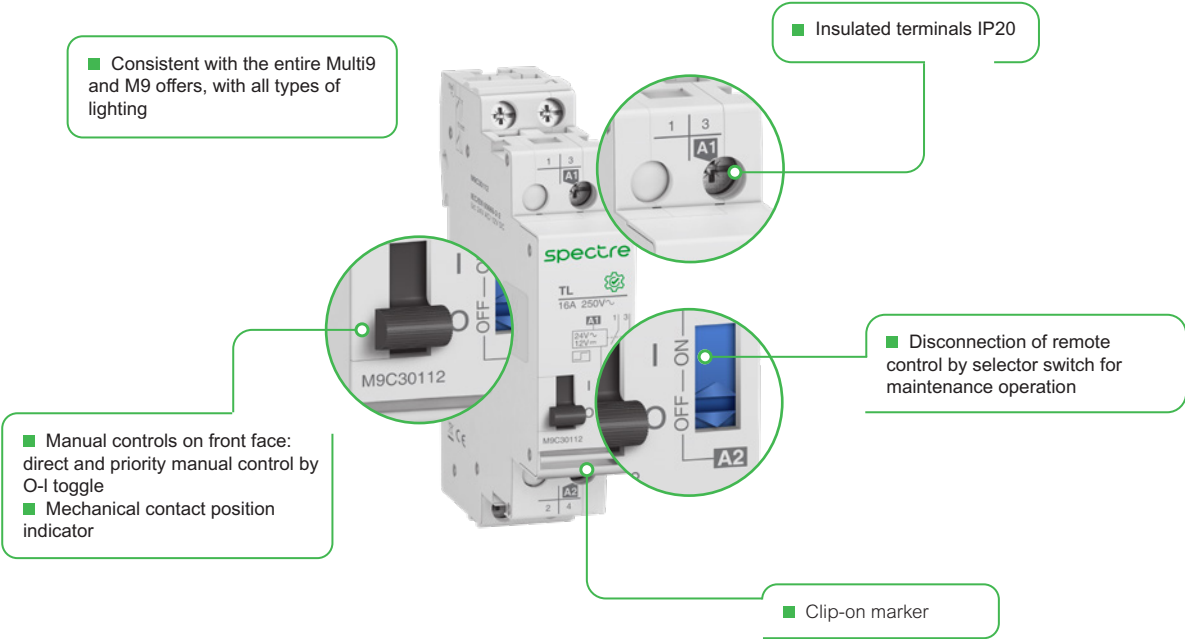 Insulated terminals IP20
Consistent with the entire Multi9
and M9 offers, with all types of
lighting
1 3
A1
1 3
A1
spectre
TL
16A 250V~
A1 1 3
24V~
12V⎓
I
O
M9C30112
I
O
OFF
M9C30112
I
O
OFF ON
A2
Disconnection of remote
control by selector switch for
maintenance operation
Manual controls on front face:
direct and priority manual control by
O-I toggle
Mechanical contact position
indicator
CE
A2
2 4
Clip-on marker